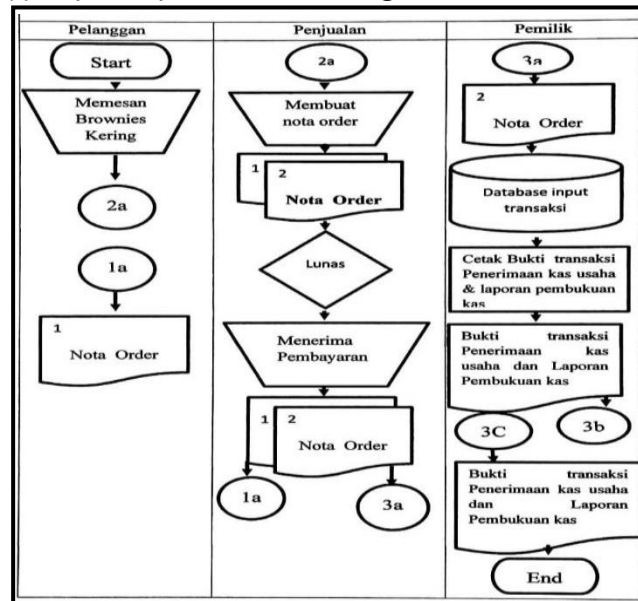 Pelanggan
Start
Memesan
Brownies
Kering
2a
1a
1
Nota Order
Penjualan
2a
Membuat
nota order
1
2
Nota Order
Lunas
Menerima
Pembayaran
1
2
Nota Order
1a
3a
Pemilik
3a
2
Nota Order
Database input
transaksi
Cetak Bukti transaksi
Penerimaan kas usaha
& laporan pembukuan
kas
Bukti transaksi
Penerimaan kas
usaha dan Laporan
Pembukuan kas
3C
3b
Bukti transaksi
Penerimaan kas usaha
dan Laporan
Pembukuan kas
End